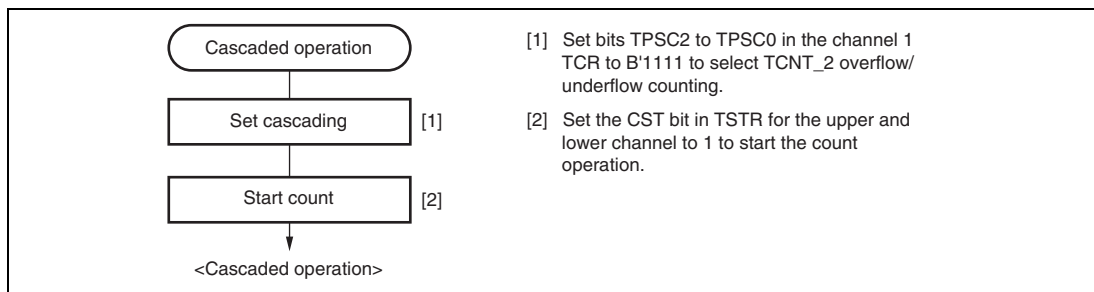 Cascaded operation
Set cascading [1]
Start count [2]
<Cascaded operation>
[1] Set bits TPSC2 to TPSC0 in the channel 1
TCR to B'1111 to select TCNT_2 overflow/
underflow counting.
[2] Set the CST bit in TSTR for the upper and
lower channel to 1 to start the count
operation.